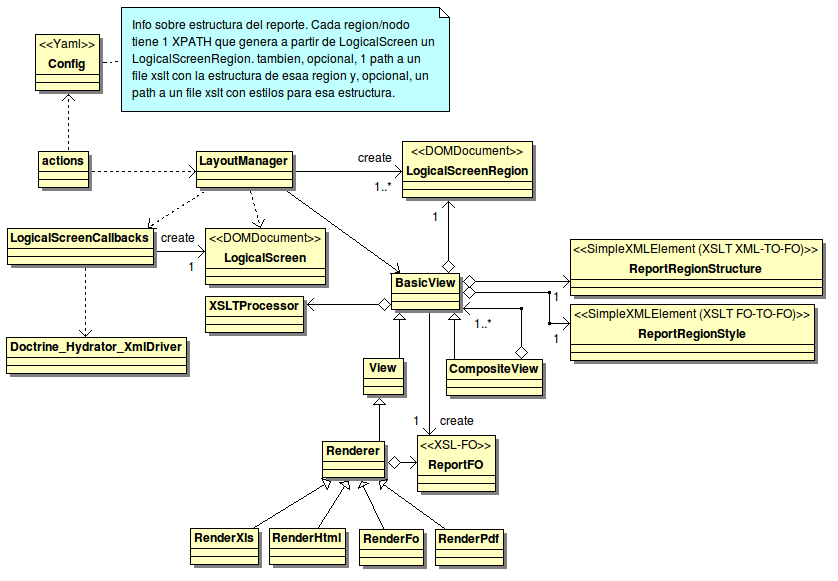 Info sobre estructura del reporte. Cada region/nodo
tiene 1 XPATH que genera a partir de LogicalScreen un
LogicalScreenRegion. tambien, opcional, 1 path a un
file xslt con la estructura de esaa region y, opcional, un
path a un file xslt con estilos para esa estructura.
<<Yaml>>
Config
actions
LayoutManager
create
1..*
<<DOMDocument>>
LogicalScreenRegion
LogicalScreenCallbacks
create
1
<<DOMDocument>>
LogicalScreen
1
<<SimpleXMLElement (XSLT XML-TO-FO)>>
ReportRegionStructure
1
BasicView
XSLTProcessor
1..*
<<SimpleXMLElement (XSLT FO-TO-FO)>>
ReportRegionStyle
1
Doctrine_Hydrator_XmlDriver
View
CompositeView
1
create
Renderer
<<XSL-FO>>
ReportFO
RenderXls
RenderHtml
RenderFo
RenderPdf